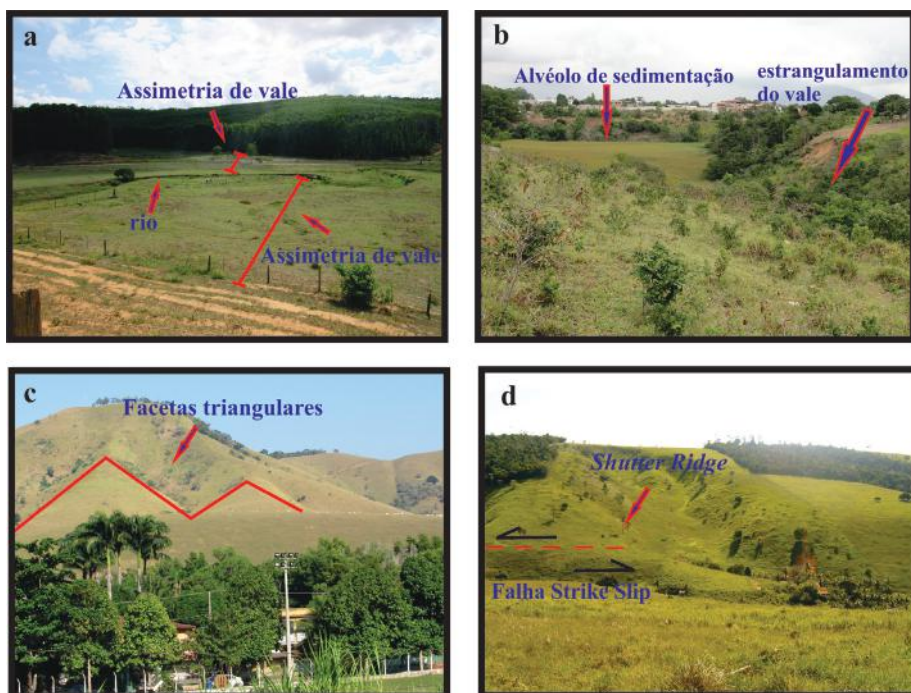 a
Assimetria de vale
rio
Assimetria de vale
b
Alvéolo de sedimentação
estrangulamento
do vale
c
Facetas triangulares
d
Shutter Ridge
Falha Strike Slip